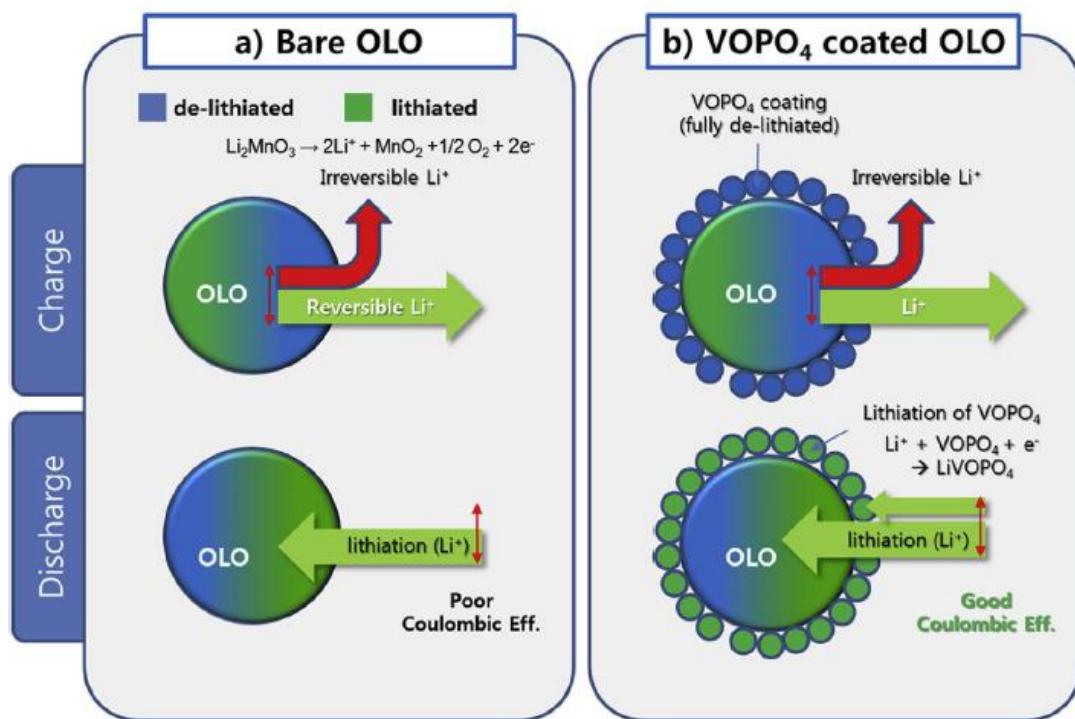 a) Bare OLO
de-lithiated
lithiated
Li₂MnO₃ → 2Li⁺ + MnO₂ +1/2 O₂ + 2e⁻
Irreversible Li⁺
OLO
Reversible Li⁺
OLO
lithiation (Li⁺)
Poor
Coulombic Eff.
b) VOPO₄ coated OLO
VOPO₄ coating
(fully de-lithiated)
Irreversible Li⁺
OLO
Li⁺
Lithiation of VOPO₄
Li⁺ + VOPO₄ + e⁻
→ LiVOPO₄
OLO
lithiation (Li⁺)
Good
Coulombic Eff.
Charge
Discharge